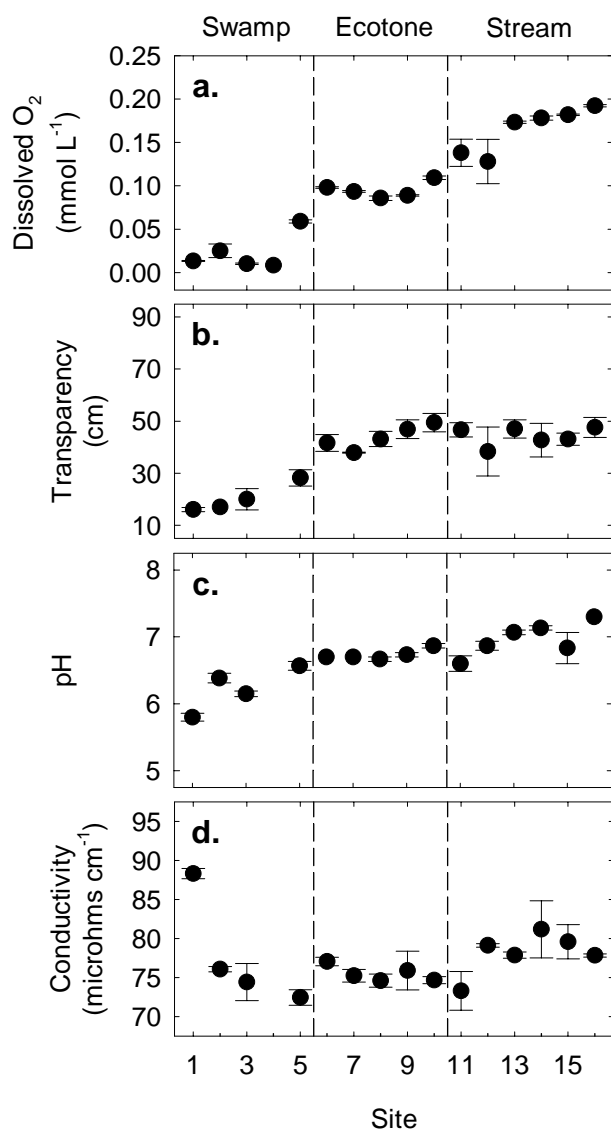 Swamp Ecotone Stream
a.
Dissolved O2
(mmol L-1)
0.25
0.20
0.15
0.10
0.05
0.00
b.
Transparency
(cm)
90
70
50
30
10
c.
pH
8
7
6
5
d.
Conductivity
(microhms cm-1)
95
90
85
80
75
70
1 3 5 7 9 11 13 15
Site